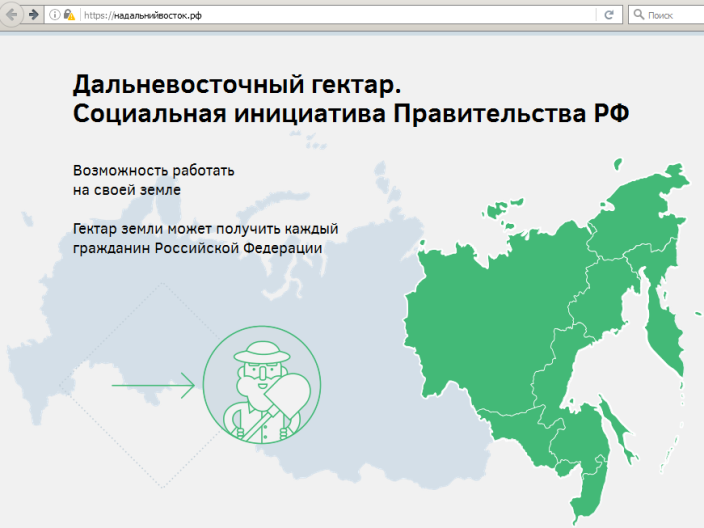 https://надальнийвосток.рф
Поиск
Дальневосточный гектар.
Социальная инициатива Правительства РФ
Возможность работать
на своей земле
Гектар земли может получить каждый
гражданин Российской Федерации